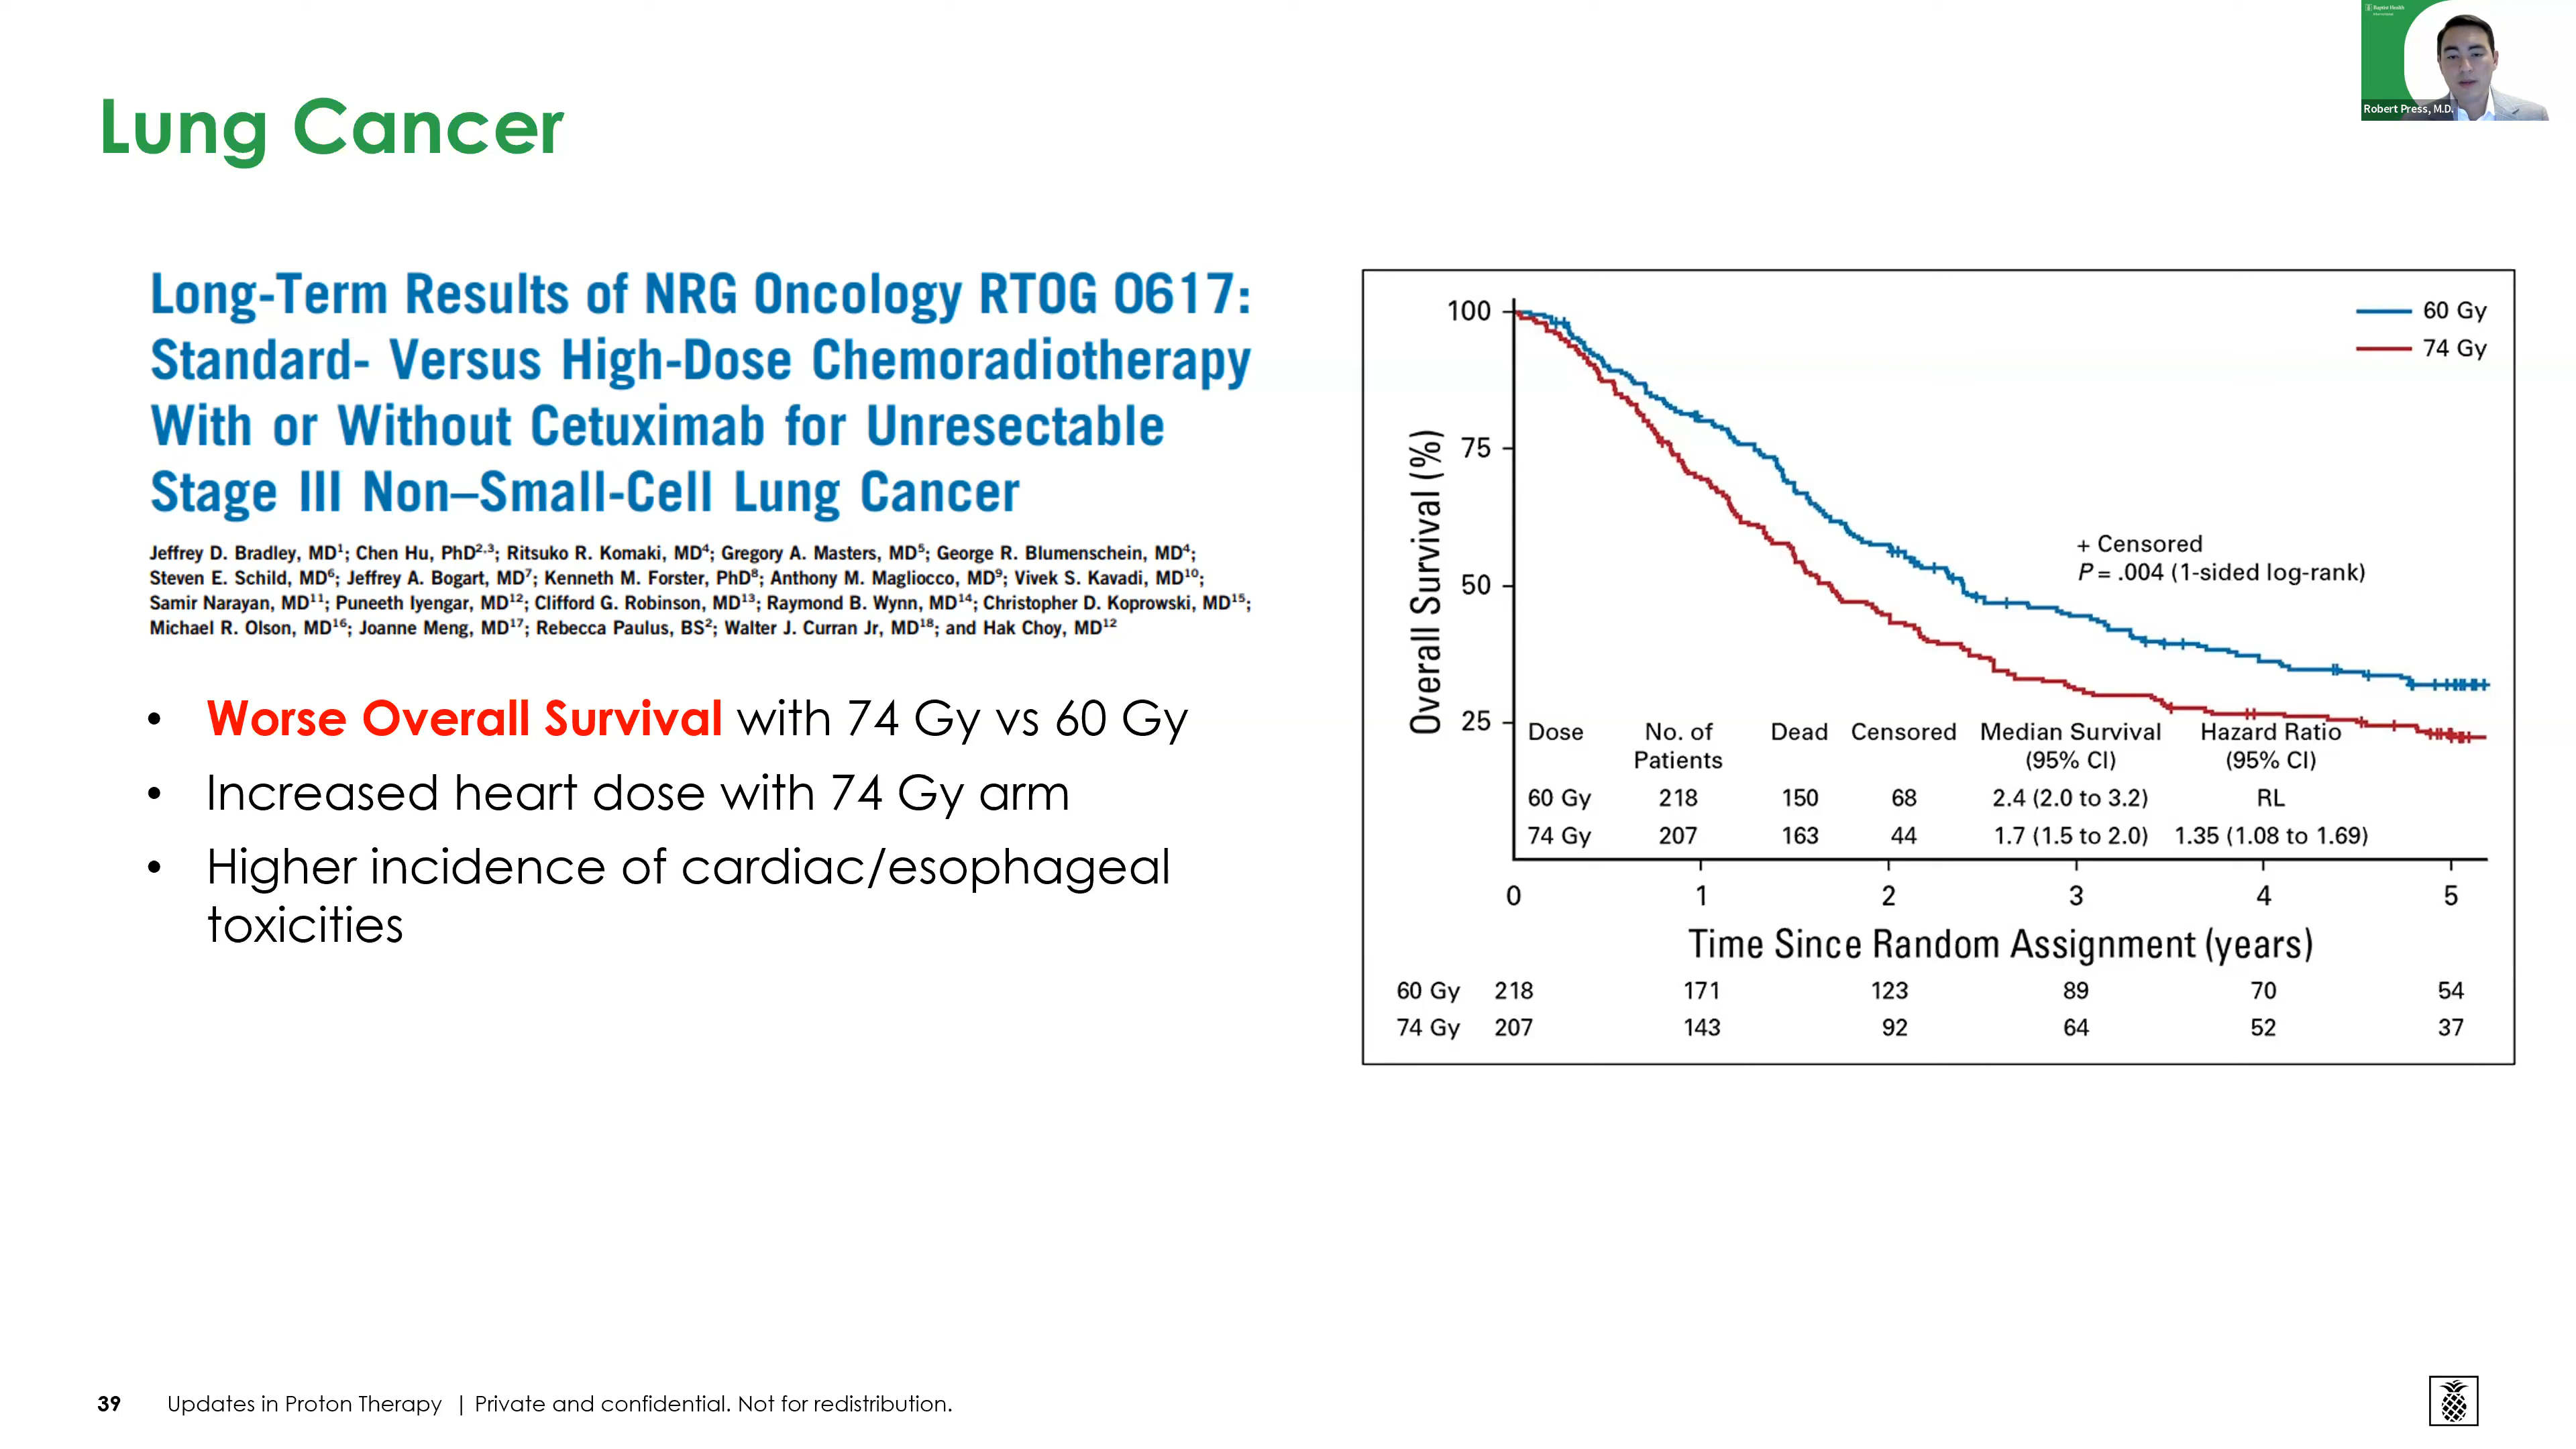 Baptist Health
International
Robert Press, M.D.
Lung Cancer
Long-Term Results of NRG Oncology RTOG 0617:
Standard- Versus High-Dose Chemoradiotherapy
With or Without Cetuximab for Unresectable
Stage III Non–Small-Cell Lung Cancer
Jeffrey D. Bradley, MD¹; Chen Hu, PhD²,³; Ritsuko R. Komaki, MD⁴; Gregory A. Masters, MD⁵; George R. Blumenschein, MD⁴;
Steven E. Schild, MD⁶; Jeffrey A. Bogart, MD⁷; Kenneth M. Forster, PhD⁸; Anthony M. Magliocco, MD⁹; Vivek S. Kavadi, MD¹⁰;
Samir Narayan, MD¹¹; Puneeth Iyengar, MD¹²; Clifford G. Robinson, MD¹³; Raymond B. Wynn, MD¹⁴; Christopher D. Koprowski, MD¹⁵;
Michael R. Olson, MD¹⁶; Joanne Meng, MD¹⁷; Rebecca Paulus, BS²; Walter J. Curran Jr, MD¹⁸; and Hak Choy, MD¹²
• Worse Overall Survival with 74 Gy vs 60 Gy
• Increased heart dose with 74 Gy arm
• Higher incidence of cardiac/esophageal
toxicities
60 Gy
74 Gy
Overall Survival (%)
100
75
50
25
+ Censored
P = .004 (1-sided log-rank)
Dose No. of Dead Censored Median Survival Hazard Ratio
Patients (95% CI) (95% CI)
60 Gy 218 150 68 2.4 (2.0 to 3.2) RL
74 Gy 207 163 44 1.7 (1.5 to 2.0) 1.35 (1.08 to 1.69)
0 1 2 3 4 5
Time Since Random Assignment (years)
60 Gy 218 171 123 89 70 54
74 Gy 207 143 92 64 52 37
39 Updates in Proton Therapy | Private and confidential. Not for redistribution.